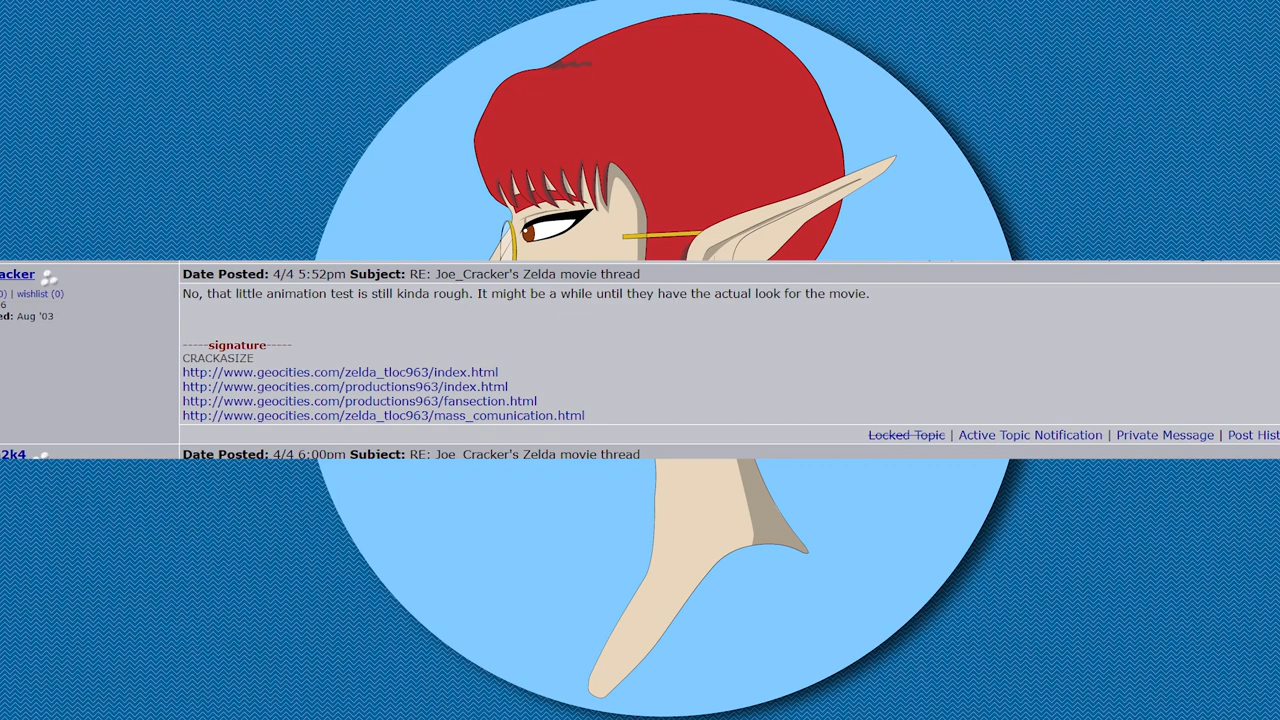 acker
Date Posted: 4/4 5:52pm Subject: RE: Joe_Cracker's Zelda movie thread
0) | wishlist (0)
No, that little animation test is still kinda rough. It might be a while until they have the actual look for the movie.
6
ed: Aug '03
-----signature-----
CRACKASIZE
http://www.geocities.com/zelda_tloc963/index.html
http://www.geocities.com/productions963/index.html
http://www.geocities.com/productions963/fansection.html
http://www.geocities.com/zelda_tloc963/mass_comunication.html
Locked Topic | Active Topic Notification | Private Message | Post Hist
2k4
Date Posted: 4/4 6:00pm Subject: RE: Joe_Cracker's Zelda movie thread